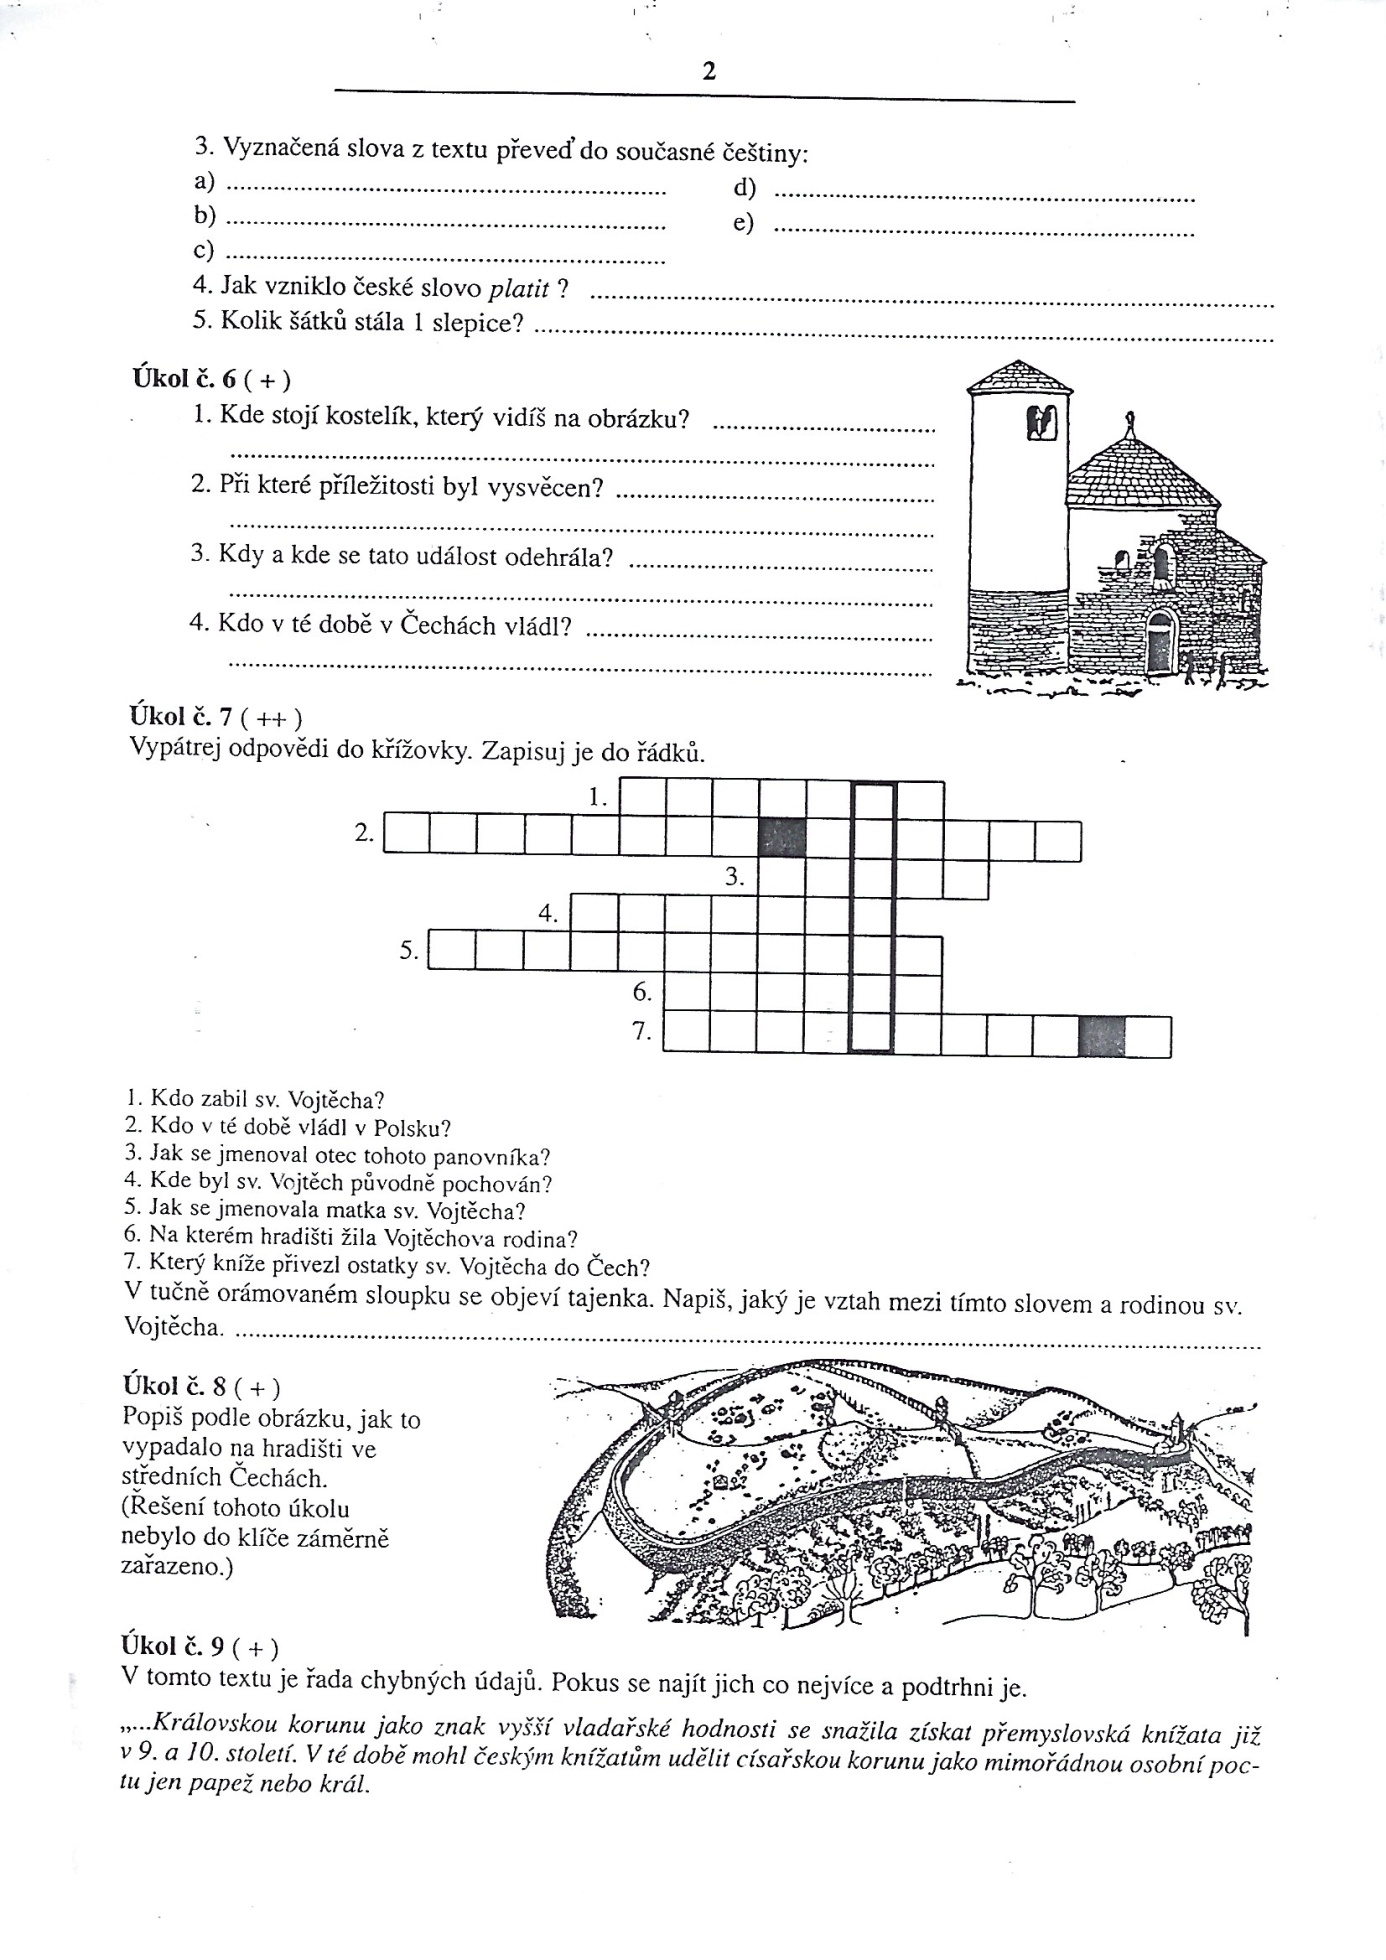 2
3. Vyznačená slova z textu převeď do současné češtiny:
a) ........................................ d) ........................................
b) ........................................ e) ........................................
c) ........................................
4. Jak vzniklo české slovo platit ? ........................................
5. Kolik šátků stála 1 slepice? ........................................
Úkol č. 6 ( + )
1. Kde stojí kostelík, který vidíš na obrázku? ....................
........................................
2. Při které příležitosti byl vysvěcen? ....................
........................................
3. Kdy a kde se tato událost odehrála? ....................
........................................
4. Kdo v té době v Čechách vládl? ....................
........................................
Úkol č. 7 ( ++ )
Vypátrej odpovědi do křížovky. Zapisuj je do řádků.
1.
2.
3.
4.
5.
6.
7.
1. Kdo zabil sv. Vojtěcha?
2. Kdo v té době vládl v Polsku?
3. Jak se jmenoval otec tohoto panovníka?
4. Kde byl sv. Vojtěch původně pochován?
5. Jak se jmenovala matka sv. Vojtěcha?
6. Na kterém hradišti žila Vojtěchova rodina?
7. Který kníže přivezl ostatky sv. Vojtěcha do Čech?
V tučně orámovaném sloupku se objeví tajenka. Napiš, jaký je vztah mezi tímto slovem a rodinou sv.
Vojtěcha. ........................................
Úkol č. 8 ( + )
Popiš podle obrázku, jak to
vypadalo na hradišti ve
středních Čechách.
(Řešení tohoto úkolu
nebylo do klíče záměrně
zařazeno.)
Úkol č. 9 ( + )
V tomto textu je řada chybných údajů. Pokus se najít jich co nejvíce a podtrhni je.
„...Královskou korunu jako znak vyšší vladařské hodnosti se snažila získat přemyslovská knížata již
v 9. a 10. století. V té době mohl českým knížatům udělit císařskou korunu jako mimořádnou osobní poc-
tu jen papež nebo král.